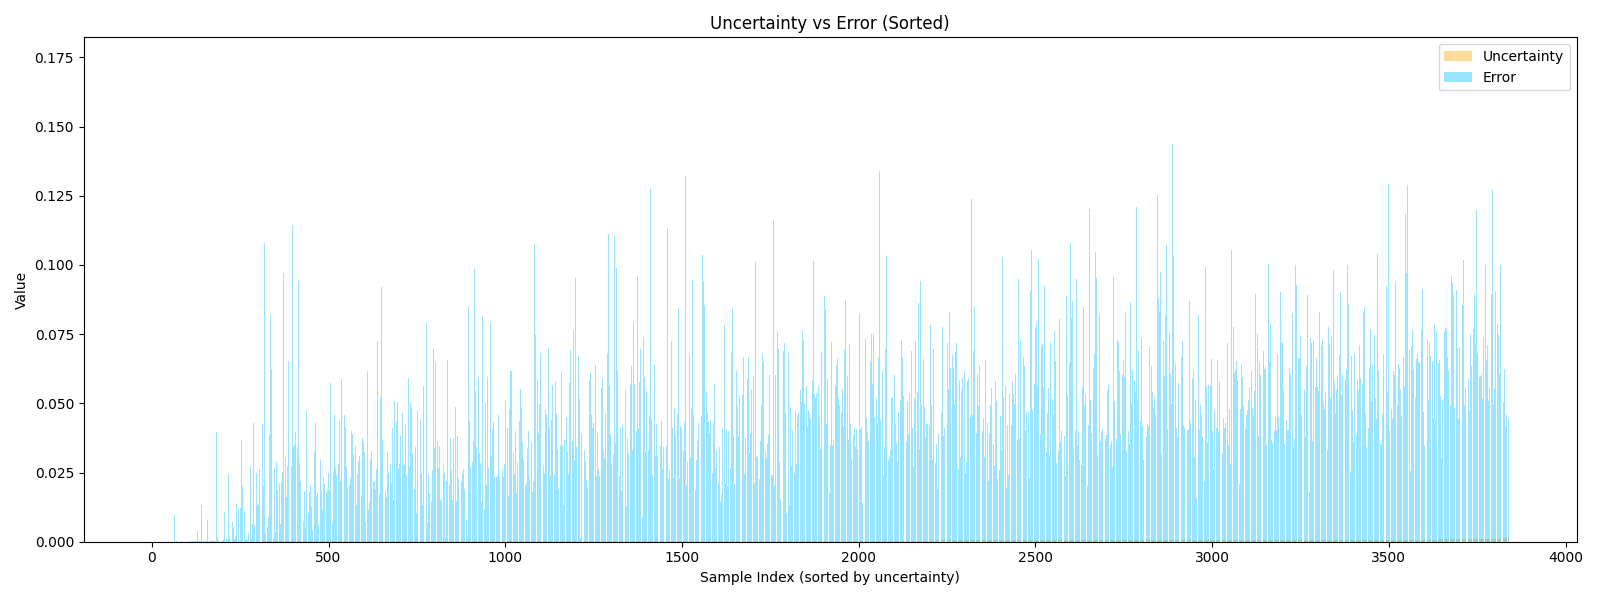 Uncertainty vs Error (Sorted)
Uncertainty
Error
Value
0.175
0.150
0.125
0.100
0.075
0.050
0.025
0.000
0 500 1000 1500 2000 2500 3000 3500 4000
Sample Index (sorted by uncertainty)